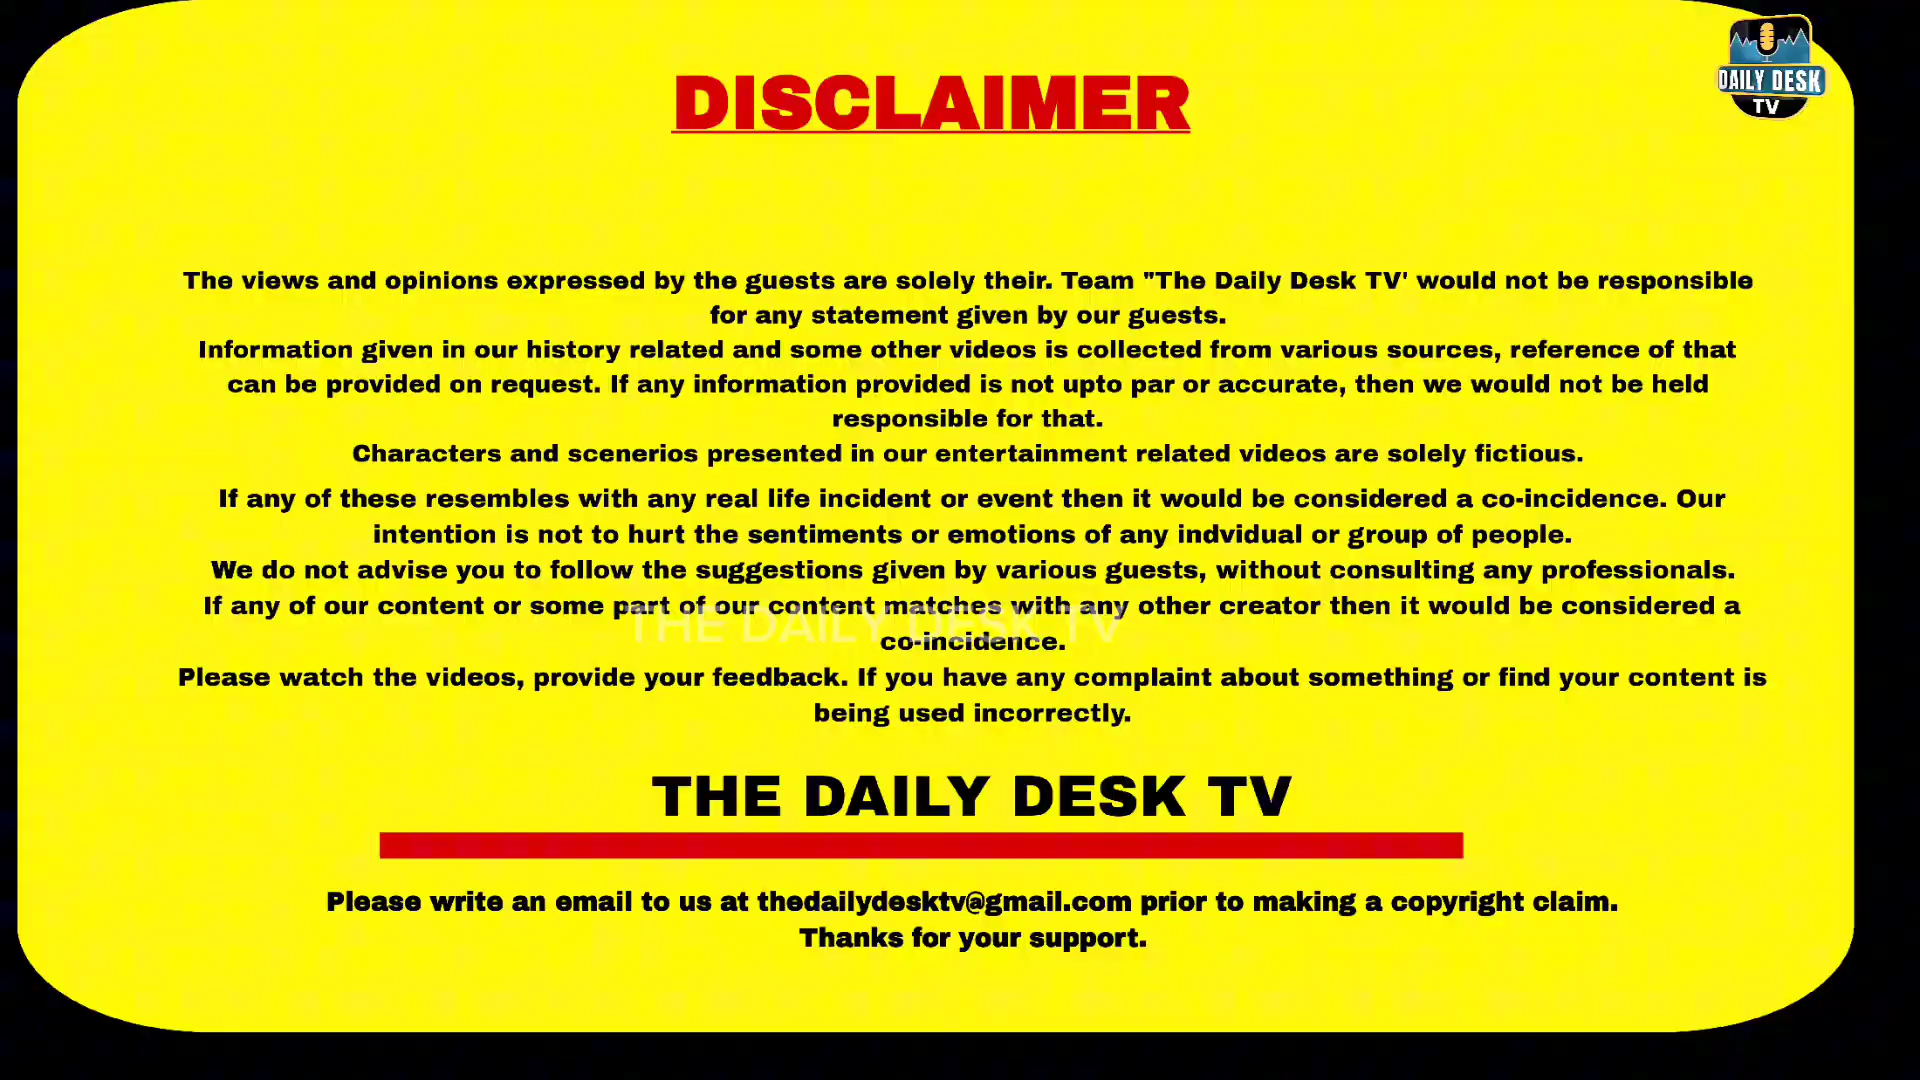 DAILY DESK
TV
DISCLAIMER
The views and opinions expressed by the guests are solely their. Team "The Daily Desk TV' would not be responsible
for any statement given by our guests.
Information given in our history related and some other videos is collected from various sources, reference of that
can be provided on request. If any information provided is not upto par or accurate, then we would not be held
responsible for that.
Characters and scenerios presented in our entertainment related videos are solely fictious.
If any of these resembles with any real life incident or event then it would be considered a co-incidence. Our
intention is not to hurt the sentiments or emotions of any indvidual or group of people.
We do not advise you to follow the suggestions given by various guests, without consulting any professionals.
If any of our content or some part of our content matches with any other creator then it would be considered a
THE DAILY DESK TV
co-incidence.
Please watch the videos, provide your feedback. If you have any complaint about something or find your content is
being used incorrectly.
THE DAILY DESK TV
Please write an email to us at thedailydesktv@gmail.com prior to making a copyright claim.
Thanks for your support.